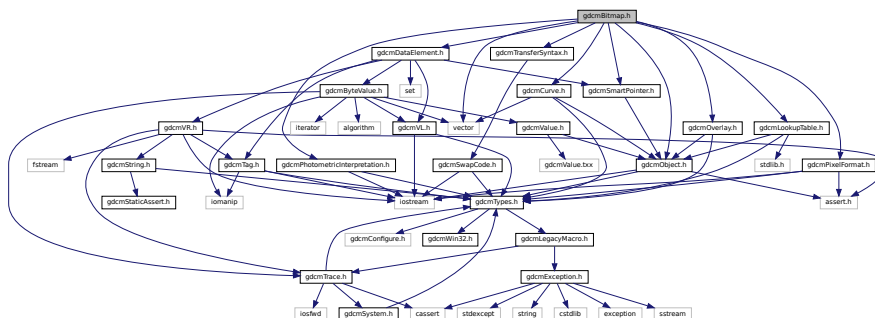 gdcmBitmap.h
gdcmDataElement.h
gdcmTransferSyntax.h
gdcmByteValue.h
set
gdcmCurve.h
gdcmSmartPointer.h
gdcmVR.h
iterator
algorithm
gdcmVL.h
vector
gdcmValue.h
gdcmOverlay.h
gdcmLookupTable.h
fstream
gdcmString.h
gdcmTag.h
gdcmPhotometricInterpretation.h
gdcmSwapCode.h
gdcmValue.txx
gdcmObject.h
stdlib.h
gdcmPixelFormat.h
gdcmStaticAssert.h
iomanip
iostream
gdcmTypes.h
assert.h
gdcmConfigure.h
gdcmWin32.h
gdcmLegacyMacro.h
gdcmTrace.h
gdcmException.h
iosfwd
gdcmSystem.h
cassert
stdexcept
string
cstdlib
exception
sstream